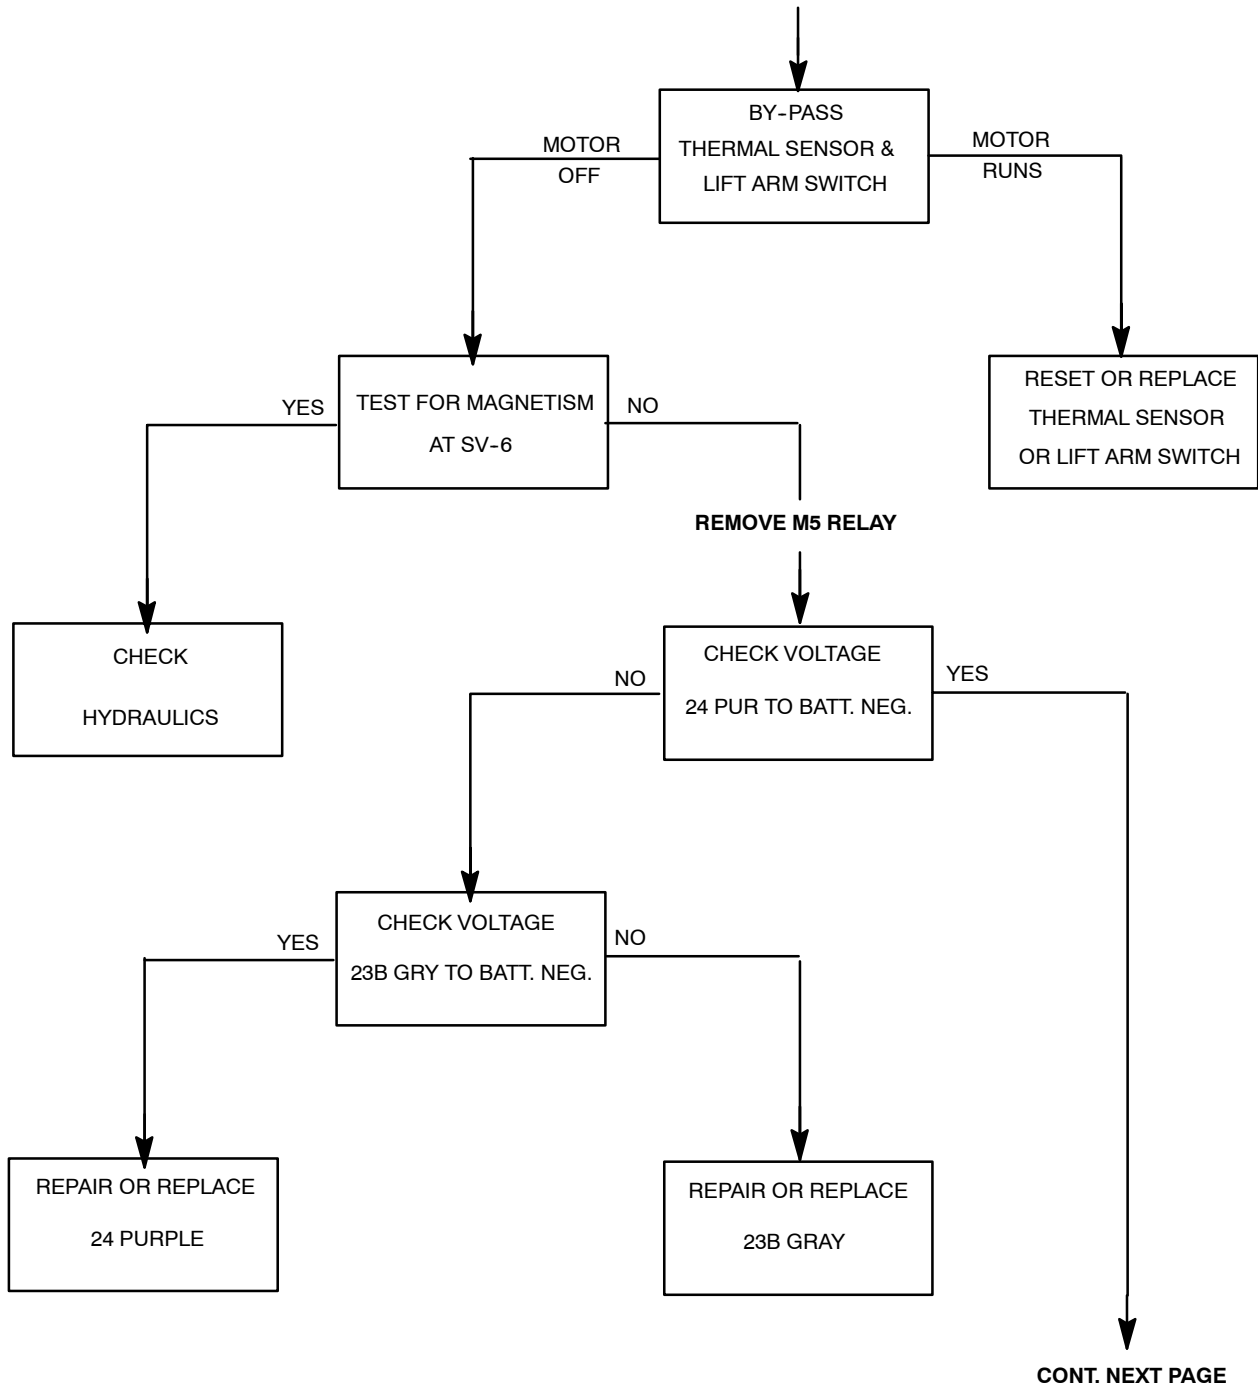 BY-PASS
THERMAL SENSOR &
LIFT ARM SWITCH
MOTOR
OFF
MOTOR
RUNS
RESET OR REPLACE
THERMAL SENSOR
OR LIFT ARM SWITCH
TEST FOR MAGNETISM
AT SV-6
YES
NO
REMOVE M5 RELAY
CHECK
HYDRAULICS
CHECK VOLTAGE
24 PUR TO BATT. NEG.
NO
YES
CHECK VOLTAGE
23B GRY TO BATT. NEG.
YES
NO
REPAIR OR REPLACE
24 PURPLE
REPAIR OR REPLACE
23B GRAY
CONT. NEXT PAGE